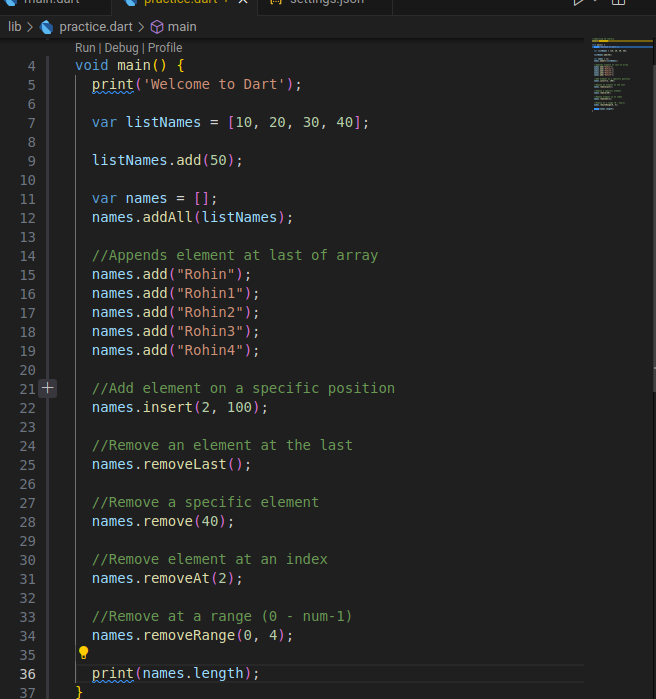 main.dart practice.dart settings.json
lib > practice.dart > main
Run | Debug | Profile
4 void main() {
5 print('Welcome to Dart');
6
7 var listNames = [10, 20, 30, 40];
8
9 listNames.add(50);
10
11 var names = [];
12 names.addAll(listNames);
13
14 //Appends element at last of array
15 names.add("Rohin");
16 names.add("Rohin1");
17 names.add("Rohin2");
18 names.add("Rohin3");
19 names.add("Rohin4");
20
21 //Add element on a specific position
22 names.insert(2, 100);
23
24 //Remove an element at the last
25 names.removeLast();
26
27 //Remove a specific element
28 names.remove(40);
29
30 //Remove element at an index
31 names.removeAt(2);
32
33 //Remove at a range (0 - num-1)
34 names.removeRange(0, 4);
35
36 print(names.length);
37 }